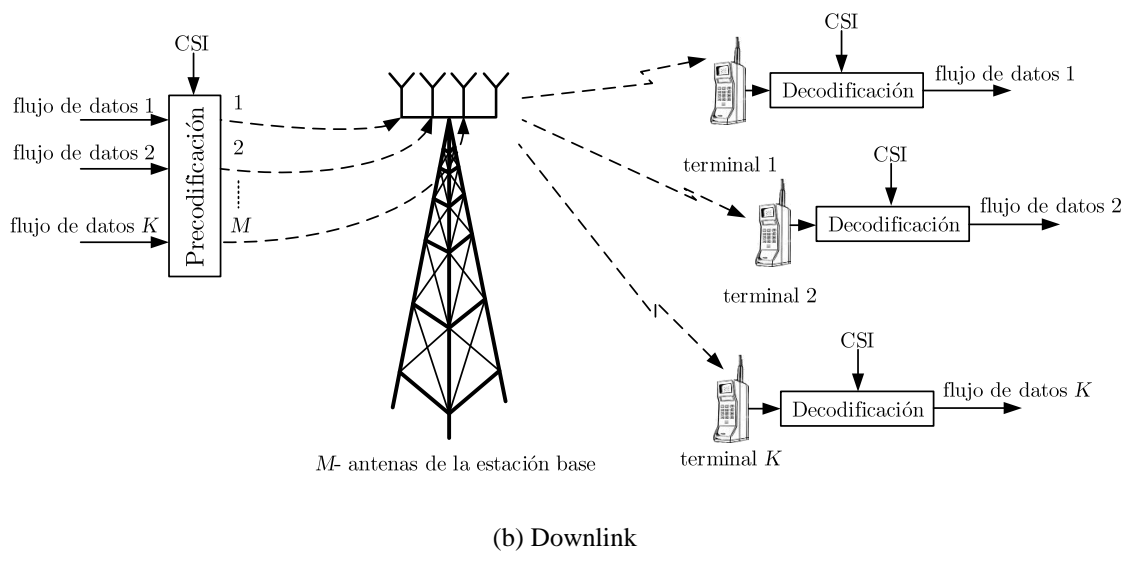 CSI
flujo de datos 1
flujo de datos 2
flujo de datos K
Precodificación
1
2
M
M- antenas de la estación base
CSI
Decodificación
flujo de datos 1
terminal 1
CSI
Decodificación
flujo de datos 2
terminal 2
CSI
Decodificación
flujo de datos K
terminal K
(b) Downlink